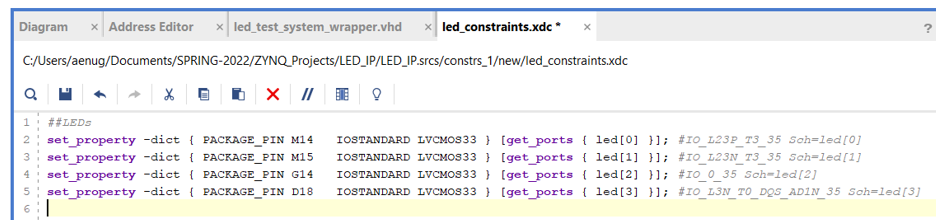 Diagram × Address Editor × led_test_system_wrapper.vhd × led_constraints.xdc * × ?
C:/Users/aenug/Documents/SPRING-2022/ZYNQ_Projects/LED_IP/LED_IP.srcs/constrs_1/new/led_constraints.xdc
1 ##LEDs
2 set_property -dict { PACKAGE_PIN M14   IOSTANDARD LVCMOS33 } [get_ports { led[0] }]; #IO_L23P_T3_35 Sch=led[0]
3 set_property -dict { PACKAGE_PIN M15   IOSTANDARD LVCMOS33 } [get_ports { led[1] }]; #IO_L23N_T3_35 Sch=led[1]
4 set_property -dict { PACKAGE_PIN G14   IOSTANDARD LVCMOS33 } [get_ports { led[2] }]; #IO_0_35 Sch=led[2]
5 set_property -dict { PACKAGE_PIN D18   IOSTANDARD LVCMOS33 } [get_ports { led[3] }]; #IO_L3N_T0_DQS_AD1N_35 Sch=led[3]
6